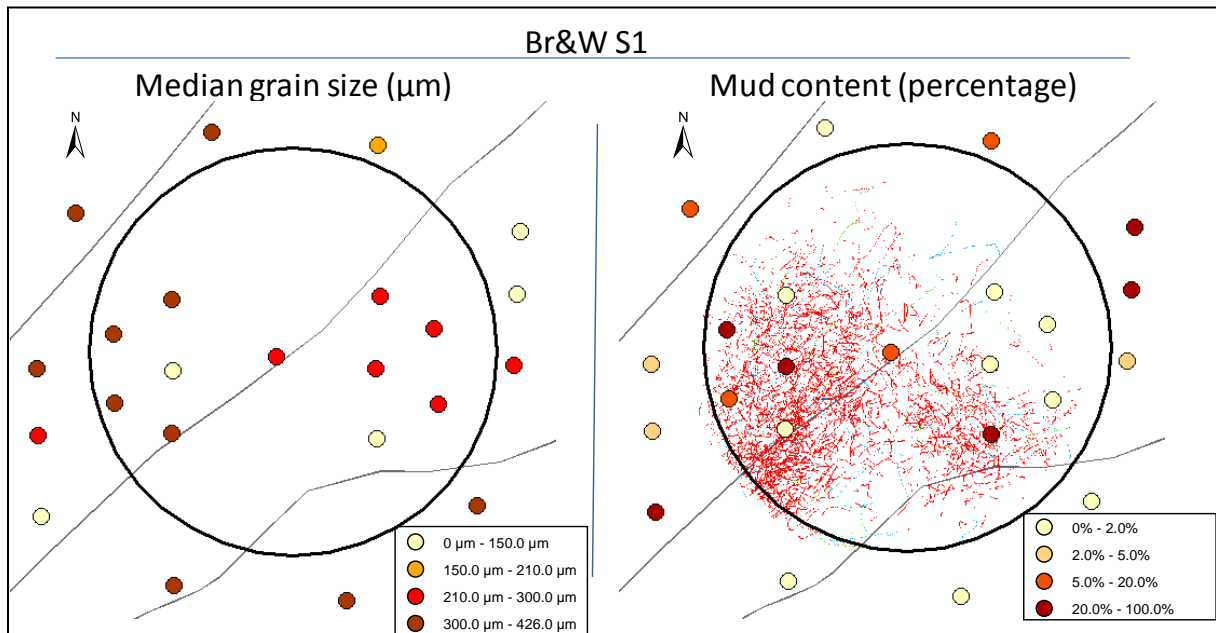 Br&W S1
Median grain size (µm)
Mud content (percentage)
N
N
0 µm - 150.0 µm
150.0 µm - 210.0 µm
210.0 µm - 300.0 µm
300.0 µm - 426.0 µm
0% - 2.0%
2.0% - 5.0%
5.0% - 20.0%
20.0% - 100.0%